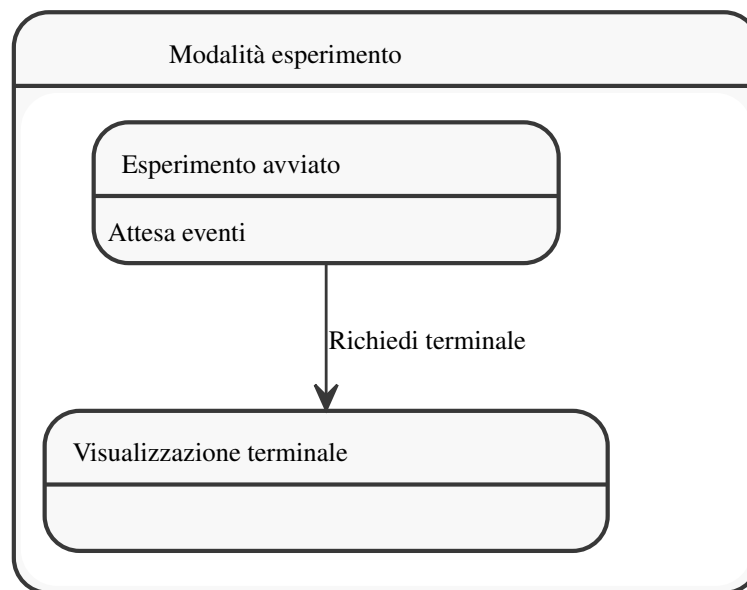 Modalità esperimento
Esperimento avviato
Attesa eventi
Richiedi terminale
Visualizzazione terminale